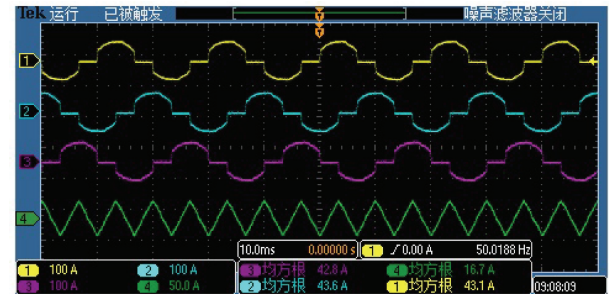 Tek 运行 已被触发 噪声滤波器关闭
1
2
3
4
10.0ms 0.00000 s 1 0.00 A 50.0188 Hz
1 100 A 2 100 A 3 均方根 42.8 A 4 均方根 16.7 A
3 100 A 4 50.0 A 2 均方根 43.6 A 1 均方根 43.1 A 09:08:09